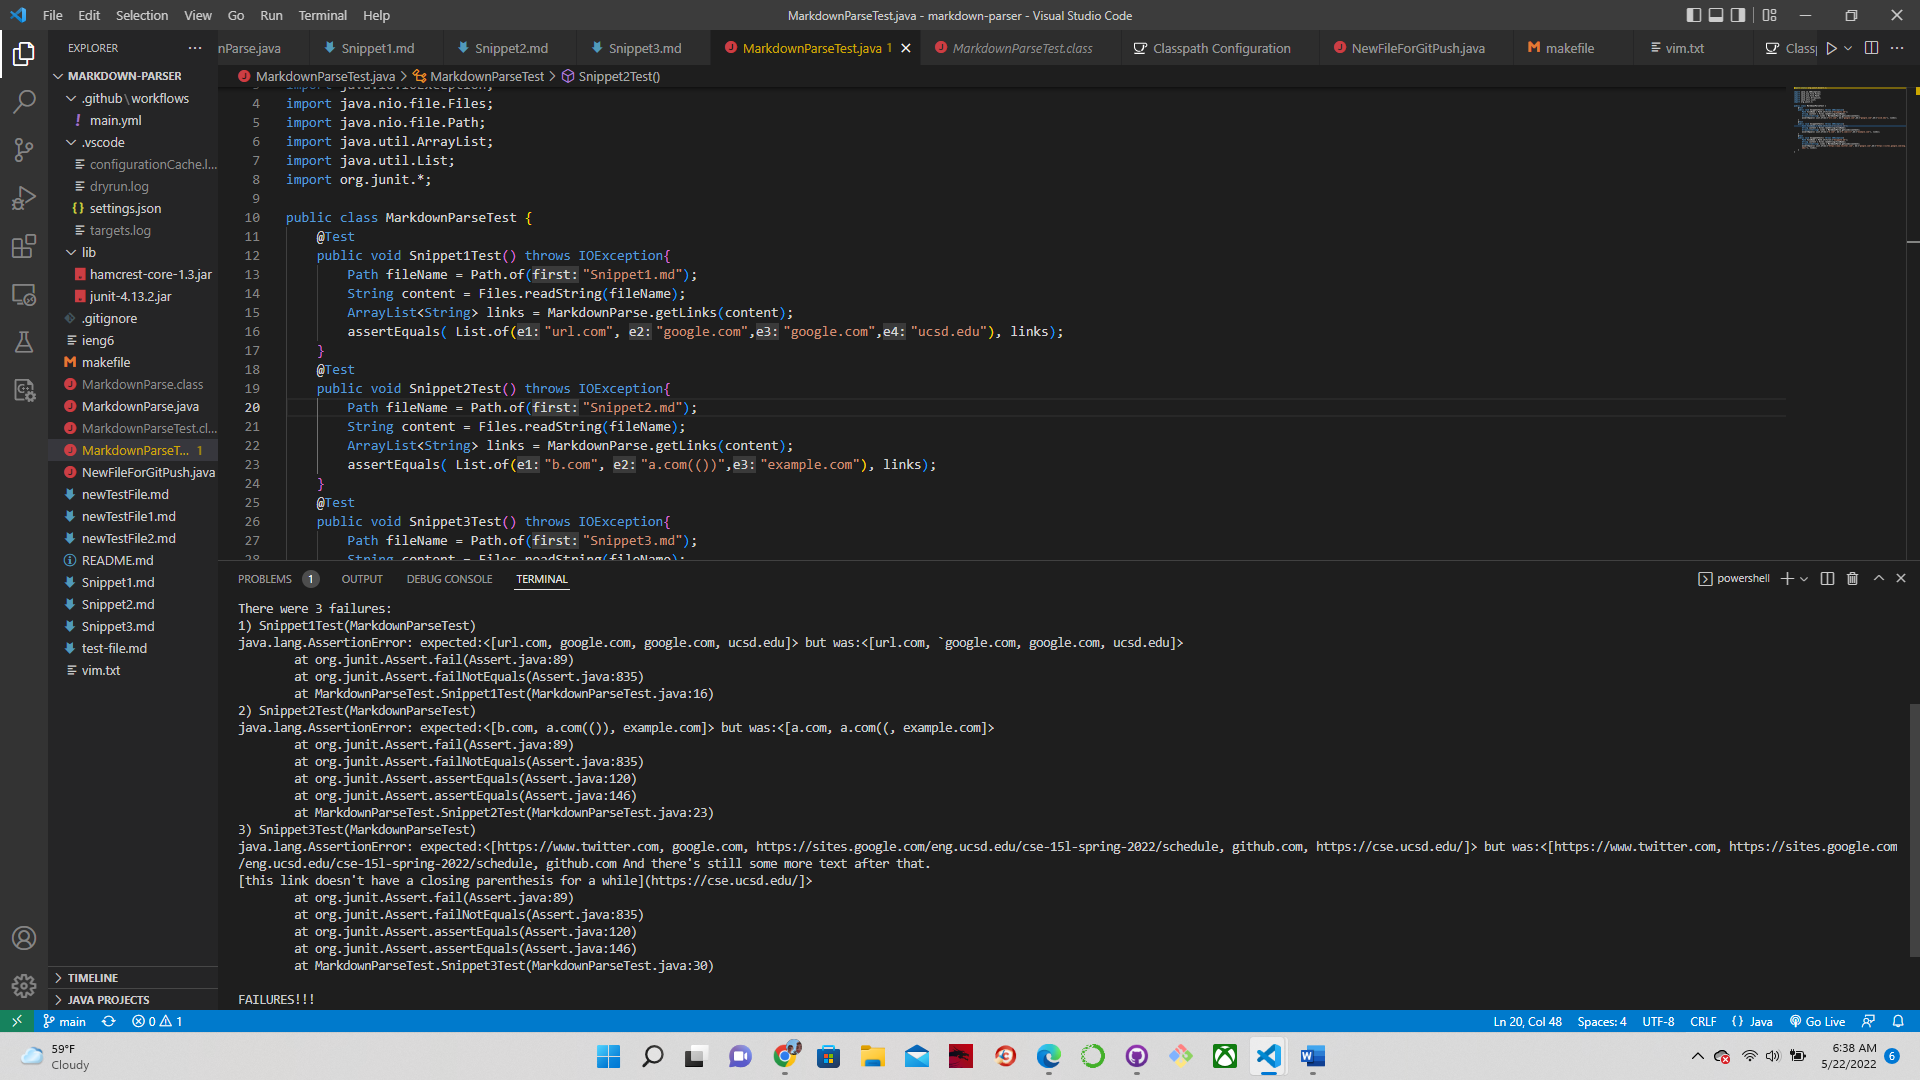 File Edit Selection View Go Run Terminal Help
MarkdownParseTest.java - markdown-parser - Visual Studio Code
EXPLORER
nParse.java Snippet1.md Snippet2.md Snippet3.md MarkdownParseTest.java 1 MarkdownParseTest.class Classpath Configuration NewFileForGitPush.java makefile vim.txt Classp
MarkdownParseTest.java > MarkdownParseTest > Snippet2Test()
MARKDOWN-PARSER
.github\workflows
main.yml
.vscode
configurationCache.l...
dryrun.log
settings.json
targets.log
lib
hamcrest-core-1.3.jar
junit-4.13.2.jar
.gitignore
ieng6
makefile
MarkdownParse.class
MarkdownParse.java
MarkdownParseTest.cl...
MarkdownParseT... 1
NewFileForGitPush.java
newTestFile.md
newTestFile1.md
newTestFile2.md
README.md
Snippet1.md
Snippet2.md
Snippet3.md
test-file.md
vim.txt
TIMELINE
JAVA PROJECTS
3 import java.io.IOException;
4 import java.nio.file.Files;
5 import java.nio.file.Path;
6 import java.util.ArrayList;
7 import java.util.List;
8 import org.junit.*;
9
10 public class MarkdownParseTest {
11 @Test
12 public void Snippet1Test() throws IOException{
13 Path fileName = Path.of(first: "Snippet1.md");
14 String content = Files.readString(fileName);
15 ArrayList<String> links = MarkdownParse.getLinks(content);
16 assertEquals( List.of(e1: "url.com", e2: "google.com",e3: "google.com",e4: "ucsd.edu"), links);
17 }
18 @Test
19 public void Snippet2Test() throws IOException{
20 Path fileName = Path.of(first: "Snippet2.md");
21 String content = Files.readString(fileName);
22 ArrayList<String> links = MarkdownParse.getLinks(content);
23 assertEquals( List.of(e1: "b.com", e2: "a.com(())",e3: "example.com"), links);
24 }
25 @Test
26 public void Snippet3Test() throws IOException{
27 Path fileName = Path.of(first: "Snippet3.md");
28 String content = Files.readString(fileName);
PROBLEMS 1 OUTPUT DEBUG CONSOLE TERMINAL powershell
There were 3 failures:
1) Snippet1Test(MarkdownParseTest)
java.lang.AssertionError: expected:<[url.com, google.com, google.com, ucsd.edu]> but was:<[url.com, `google.com, google.com, ucsd.edu]>
at org.junit.Assert.fail(Assert.java:89)
at org.junit.Assert.failNotEquals(Assert.java:835)
at MarkdownParseTest.Snippet1Test(MarkdownParseTest.java:16)
2) Snippet2Test(MarkdownParseTest)
java.lang.AssertionError: expected:<[b.com, a.com(()), example.com]> but was:<[a.com, a.com((, example.com]>
at org.junit.Assert.fail(Assert.java:89)
at org.junit.Assert.failNotEquals(Assert.java:835)
at org.junit.Assert.assertEquals(Assert.java:120)
at org.junit.Assert.assertEquals(Assert.java:146)
at MarkdownParseTest.Snippet2Test(MarkdownParseTest.java:23)
3) Snippet3Test(MarkdownParseTest)
java.lang.AssertionError: expected:<[https://www.twitter.com, google.com, https://sites.google.com/eng.ucsd.edu/cse-15l-spring-2022/schedule, github.com, https://cse.ucsd.edu/]> but was:<[https://www.twitter.com, https://sites.google.com
/eng.ucsd.edu/cse-15l-spring-2022/schedule, github.com And there's still some more text after that.
[this link doesn't have a closing parenthesis for a while](https://cse.ucsd.edu/]>
at org.junit.Assert.fail(Assert.java:89)
at org.junit.Assert.failNotEquals(Assert.java:835)
at org.junit.Assert.assertEquals(Assert.java:120)
at org.junit.Assert.assertEquals(Assert.java:146)
at MarkdownParseTest.Snippet3Test(MarkdownParseTest.java:30)
FAILURES!!!
main 0 1 Ln 20, Col 48 Spaces: 4 UTF-8 CRLF {} Java Go Live
59°F
Cloudy
6:38 AM
5/22/2022
6